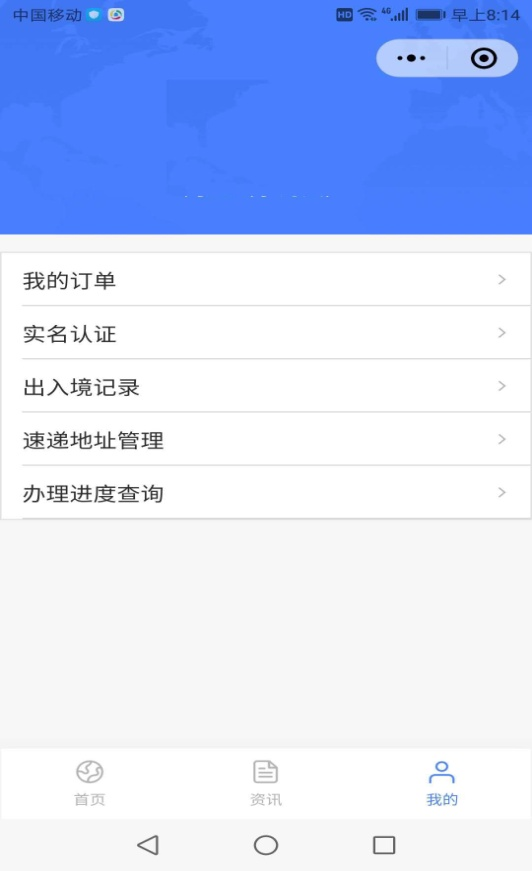 中国移动 HD 4G 早上8:14
我的订单
实名认证
出入境记录
速递地址管理
办理进度查询
首页 资讯 我的